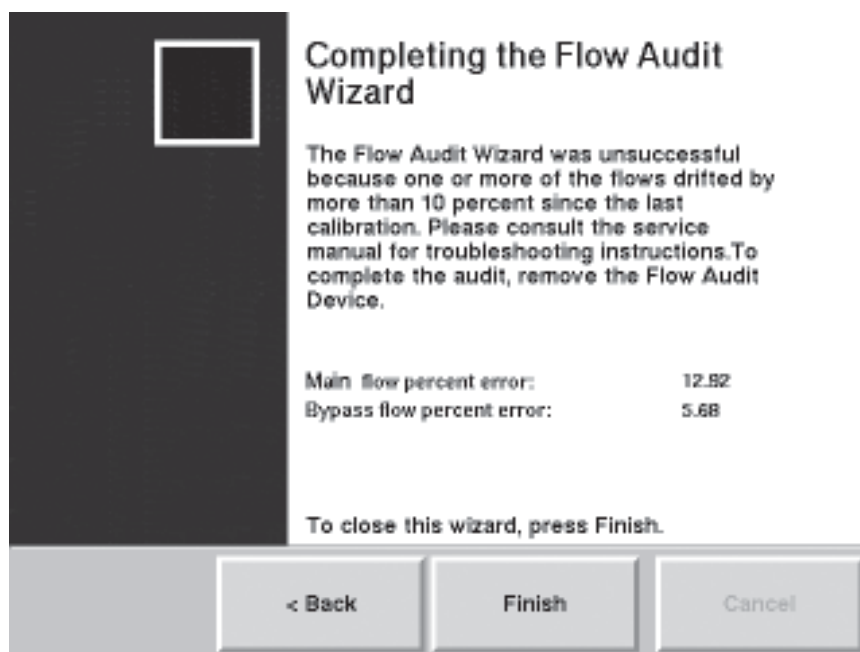 Completing the Flow Audit
Wizard
The Flow Audit Wizard was unsuccessful
because one or more of the flows drifted by
more than 10 percent since the last
calibration. Please consult the service
manual for troubleshooting instructions.To
complete the audit, remove the Flow Audit
Device.
Main flow percent error: 12.92
Bypass flow percent error: 5.68
To close this wizard, press Finish.
< Back Finish Cancel